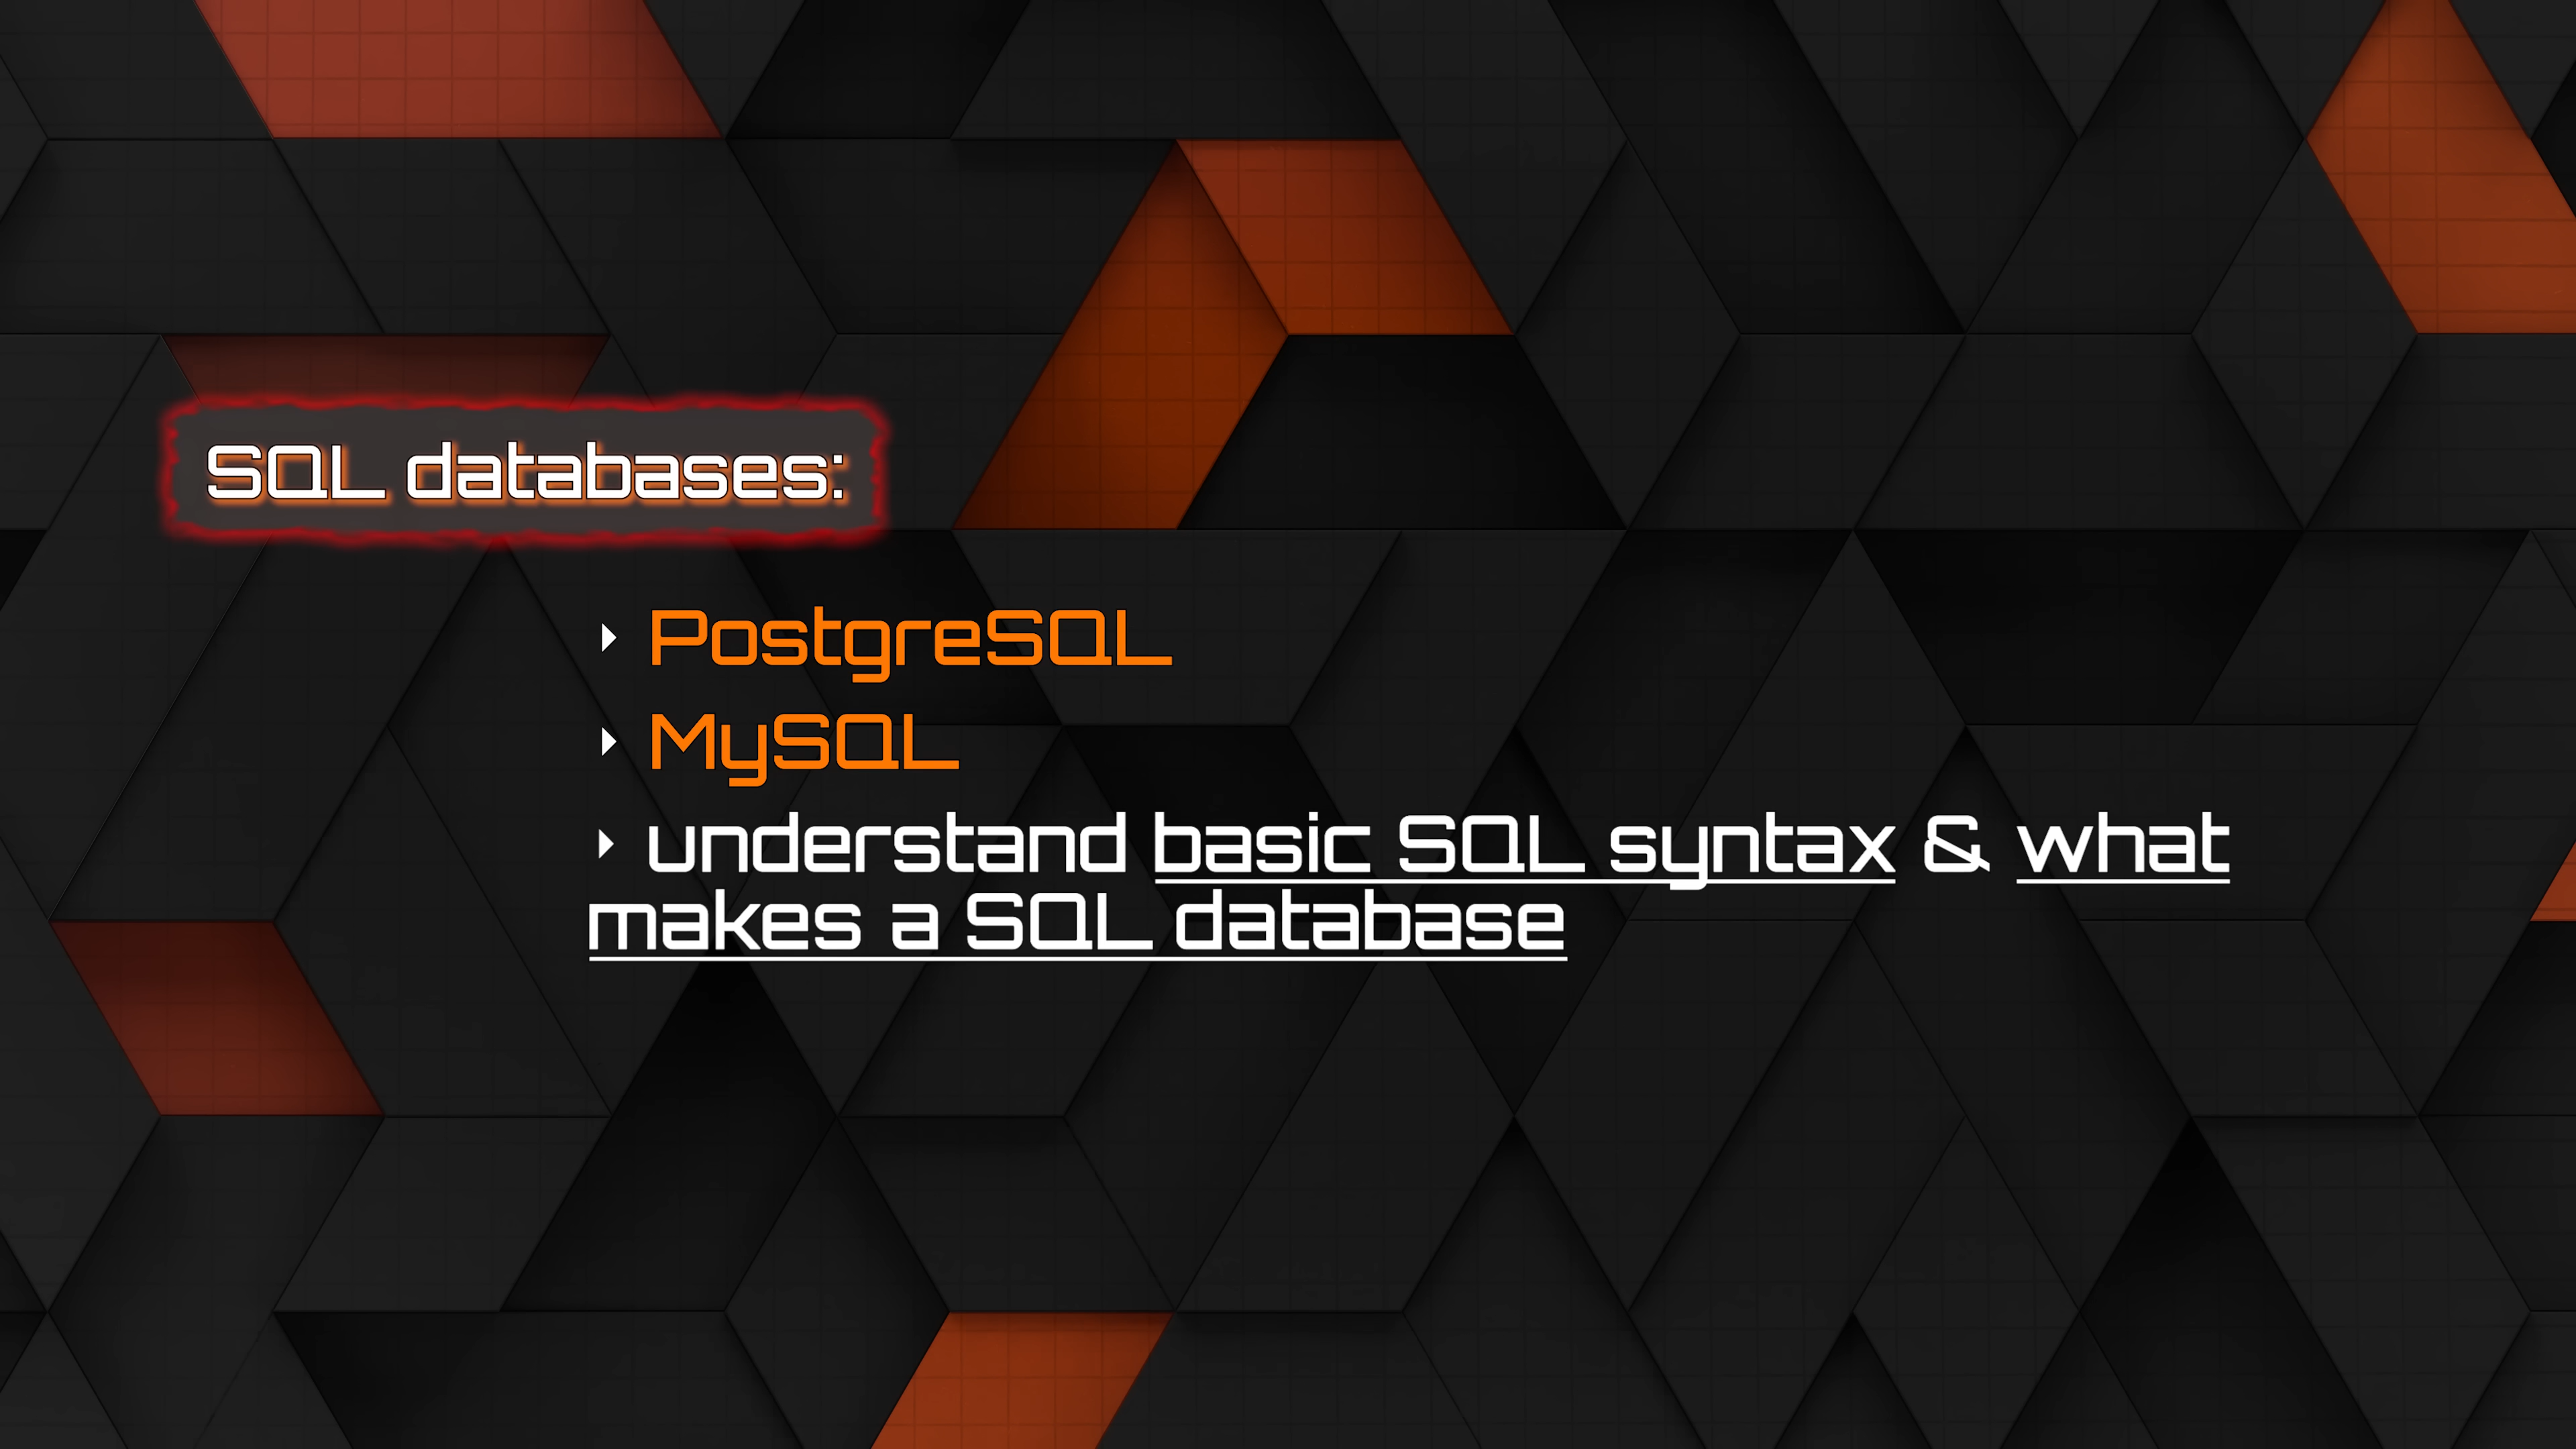 SQL databases:
PostgreSQL
MySQL
understand basic SQL syntax & what
makes a SQL database